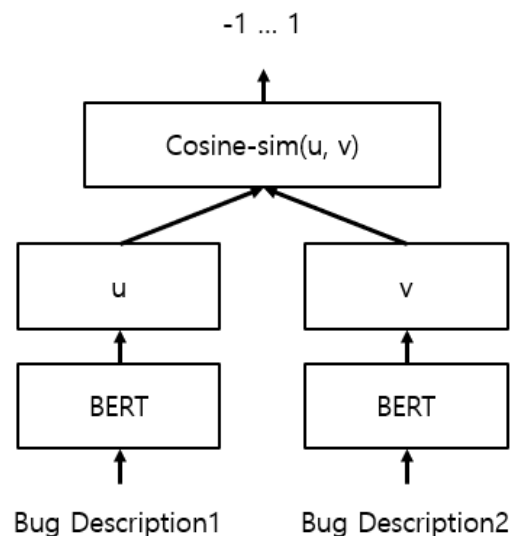 -1 ... 1
Cosine-sim(u, v)
u
v
BERT
BERT
Bug Description1
Bug Description2